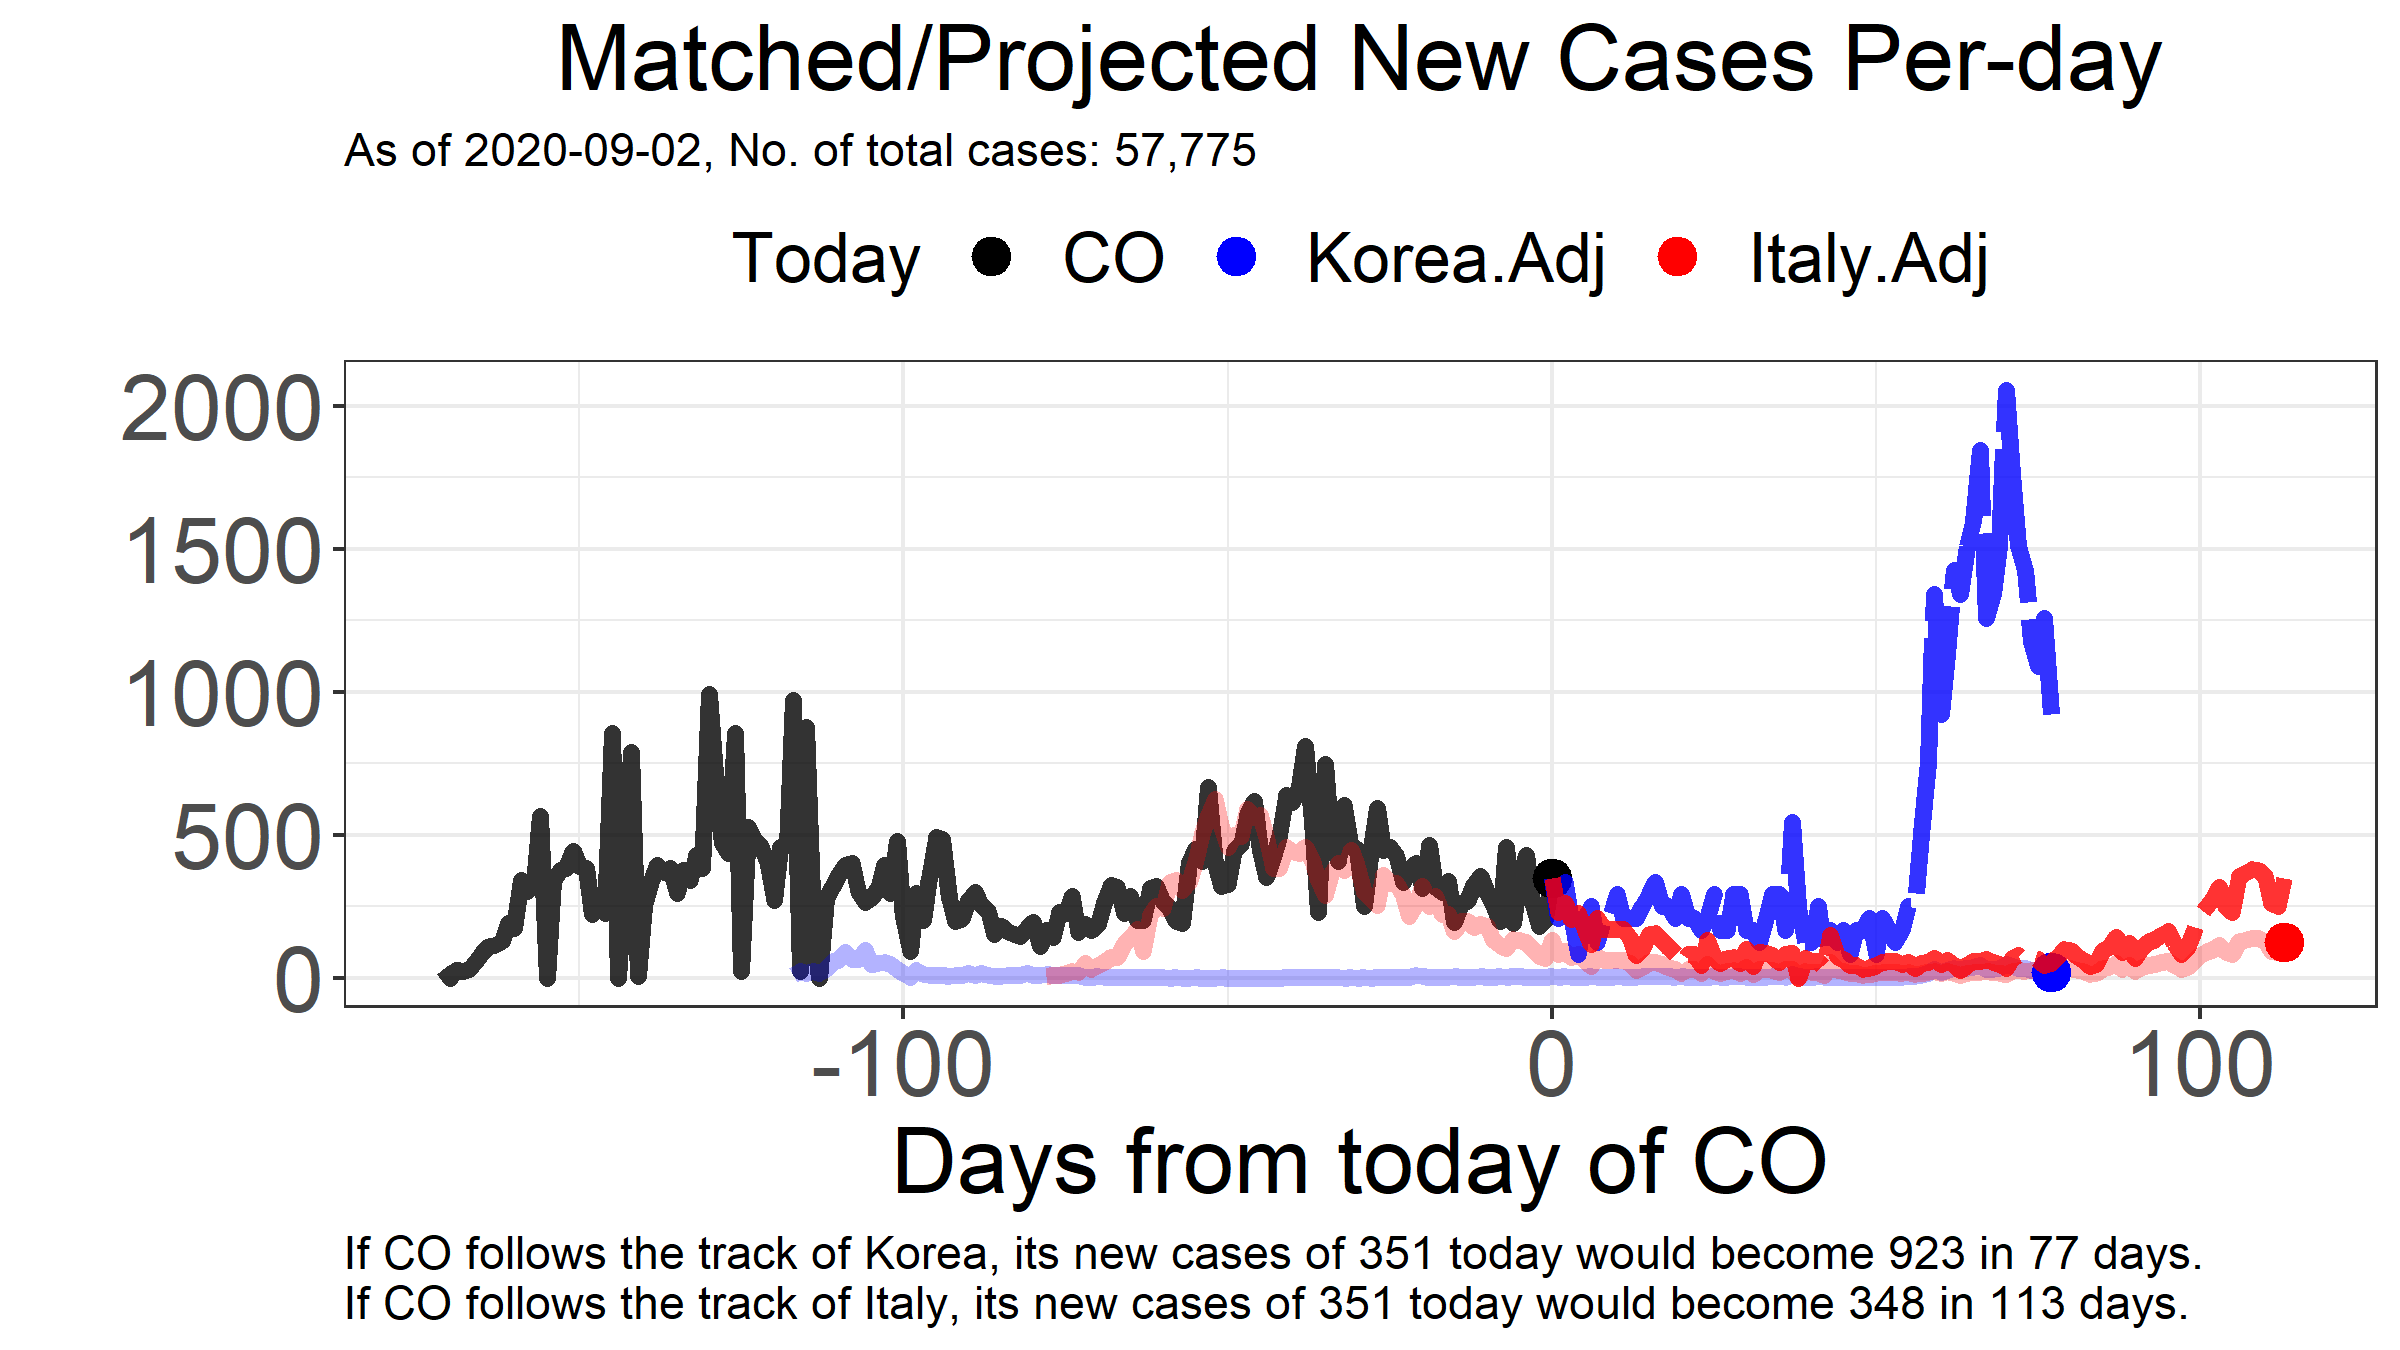 Matched/Projected New Cases Per-day
As of 2020-09-02, No. of total cases: 57,775
Today CO Korea.Adj Italy.Adj
2000
1500
1000
500
0
-100 0 100
Days from today of CO
If CO follows the track of Korea, its new cases of 351 today would become 923 in 77 days.
If CO follows the track of Italy, its new cases of 351 today would become 348 in 113 days.